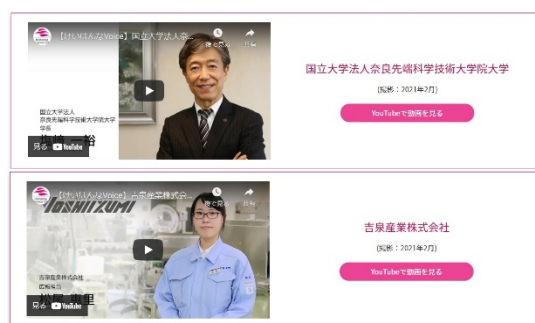 【けいはんなVoice】国立大学法人奈...
後で見る
共有
国立大学法人
奈良先端科学技術大学院大学
学長
一裕
見る YouTube
国立大学法人奈良先端科学技術大学院大学
(撮影：2021年2月)
YouTubeで動画を見る
【けいはんなVoice】吉泉産業株式会...
後で見る
共有
YOSHIIZUMI
吉泉産業株式会社
広報担当
見る YouTube
吉泉産業株式会社
(撮影：2021年2月)
YouTubeで動画を見る